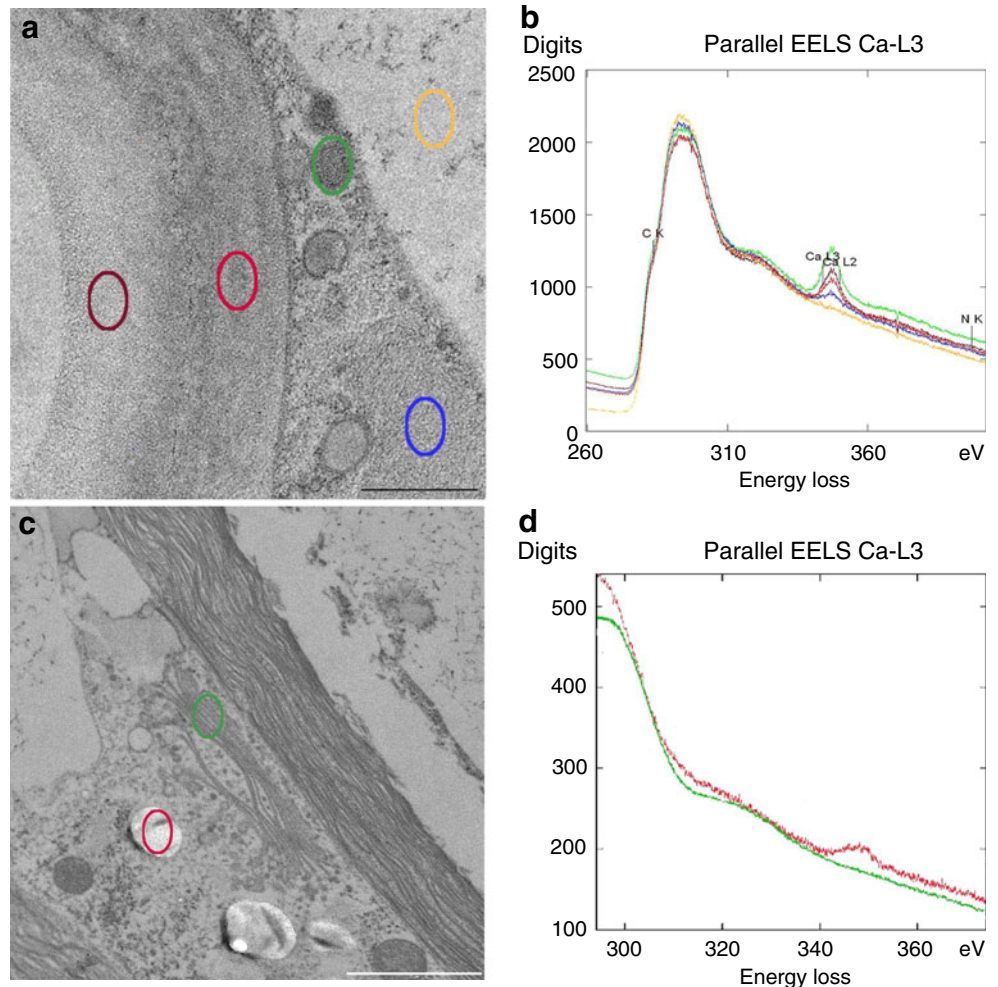 a
b
Digits
Parallel EELS Ca-L3
2500
2000
1500
1000
500
0
C K
Ca L3
Ca L2
N K
260
310
360
eV
Energy loss
c
d
Digits
Parallel EELS Ca-L3
500
400
300
200
100
300
320
340
360
eV
Energy loss